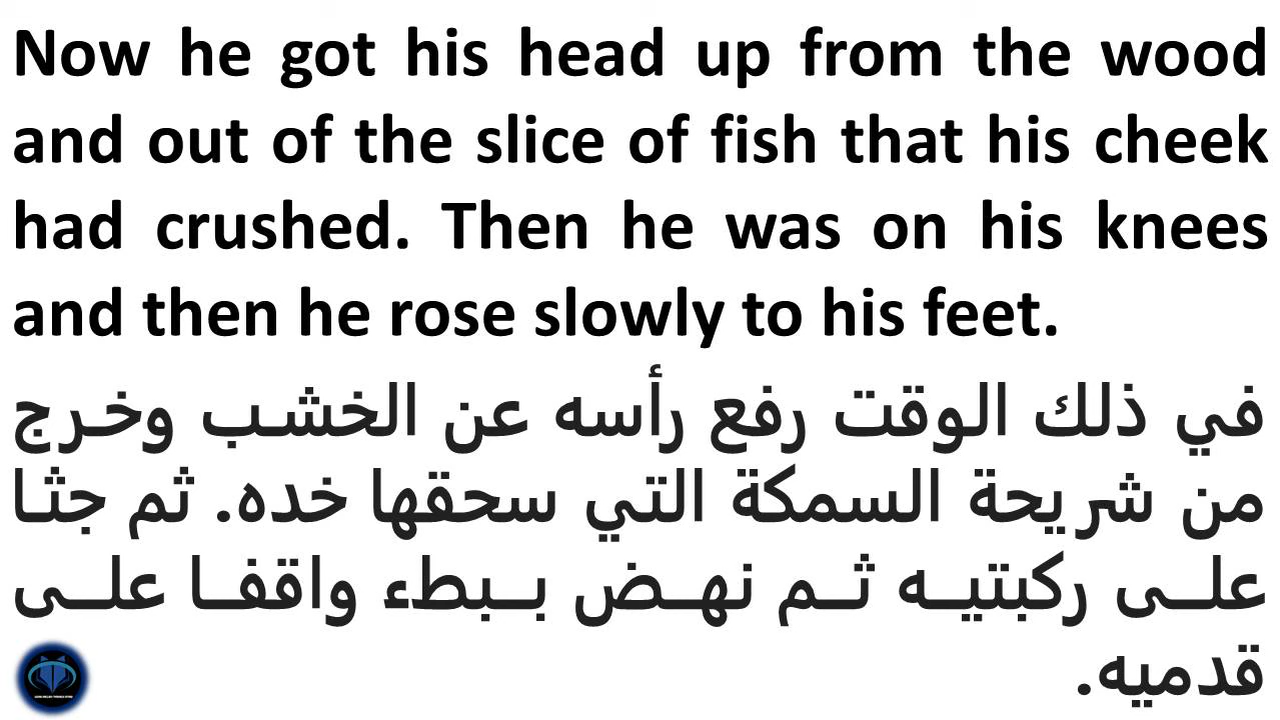 Now he got his head up from the wood
and out of the slice of fish that his cheek
had crushed. Then he was on his knees
and then he rose slowly to his feet.
في ذلك الوقت رفع رأسه عن الخشب وخرج
من شريحة السمكة التي سحقها خده. ثم جثا
على ركبتيه ثم نهض ببطء واقفا على
قدميه.